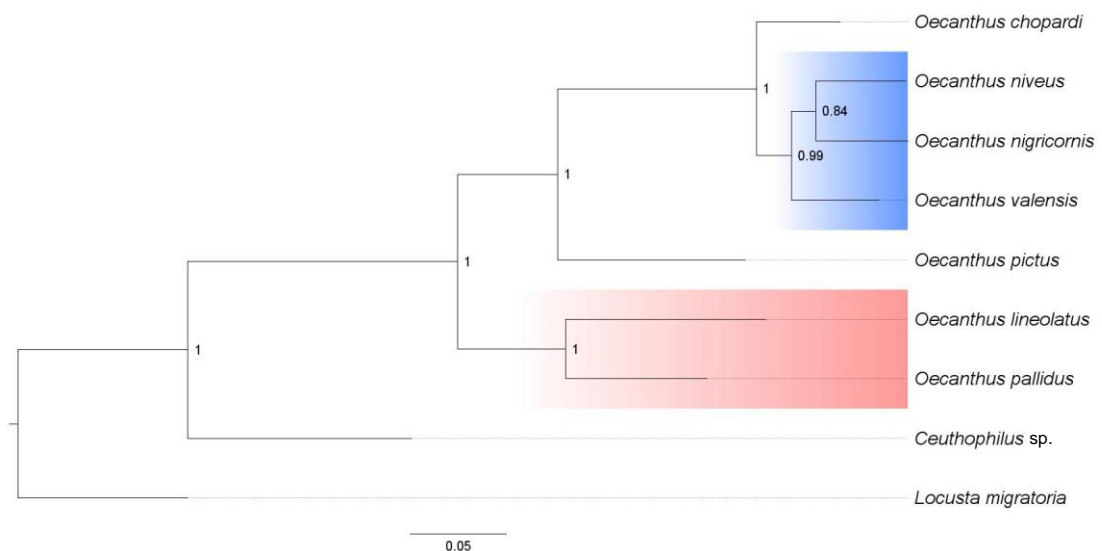 Oecanthus chopardi
Oecanthus niveus
1
0.84
Oecanthus nigricornis
0.99
1
Oecanthus valensis
Oecanthus pictus
1
Oecanthus lineolatus
1
1
Oecanthus pallidus
Ceuthophilus sp.
Locusta migratoria
0.05